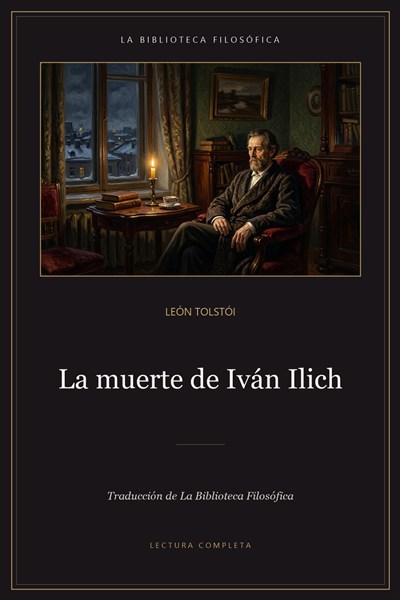 LA BIBLIOTECA FILOSÓFICA
LEÓN TOLSTÓI
La muerte de Iván Ilich
Traducción de La Biblioteca Filosófica
LECTURA COMPLETA